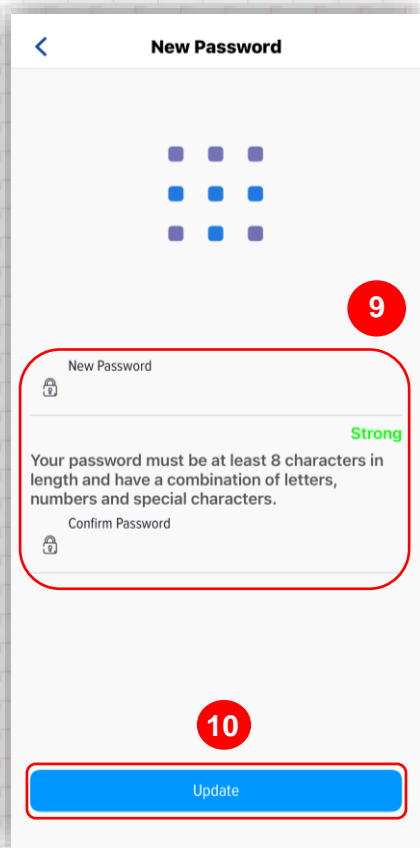 New Password
9
New Password
Strong
Your password must be at least 8 characters in
length and have a combination of letters,
numbers and special characters.
Confirm Password
10
Update